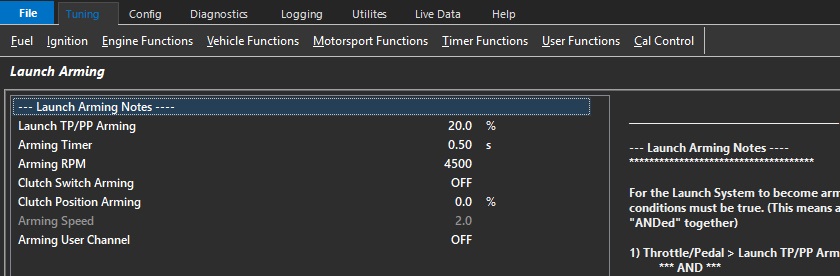 File Tuning Config Diagnostics Logging Utilites Live Data Help
Fuel Ignition Engine Functions Vehicle Functions Motorsport Functions Timer Functions User Functions Cal Control
Launch Arming
--- Launch Arming Notes ----
Launch TP/PP Arming 20.0 %
Arming Timer 0.50 s
Arming RPM 4500
Clutch Switch Arming OFF
Clutch Position Arming 0.0 %
Arming Speed 2.0
Arming User Channel OFF
--- Launch Arming Notes ----
************************************
For the Launch System to become arm
conditions must be true. (This means a
"ANDed" together)
1) Throttle/Pedal > Launch TP/PP Arm
*** AND ***